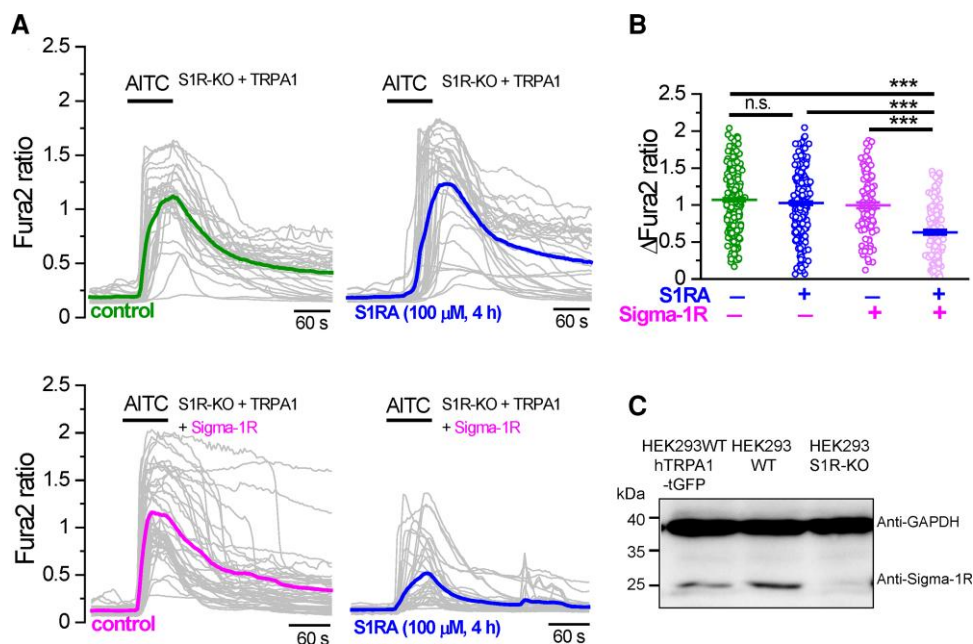 A
2.5
2
1.5
1
0.5
0
Fura2 ratio
AITC
S1R-KO + TRPA1
control
60 s
AITC
S1R-KO + TRPA1
S1RA (100 µM, 4 h)
60 s
2.5
2
1.5
1
0.5
0
Fura2 ratio
AITC
S1R-KO + TRPA1
+ Sigma-1R
control
60 s
AITC
S1R-KO + TRPA1
+ Sigma-1R
S1RA (100 µM, 4 h)
60 s
B
***
n.s.
***
***
2.5
2
1.5
1
0.5
0
ΔFura2 ratio
S1RA – + – +
Sigma-1R – – + +
C
HEK293WT HEK293 HEK293
hTRPA1 WT S1R-KO
-tGFP
kDa
40
35
25
Anti-GAPDH
Anti-Sigma-1R